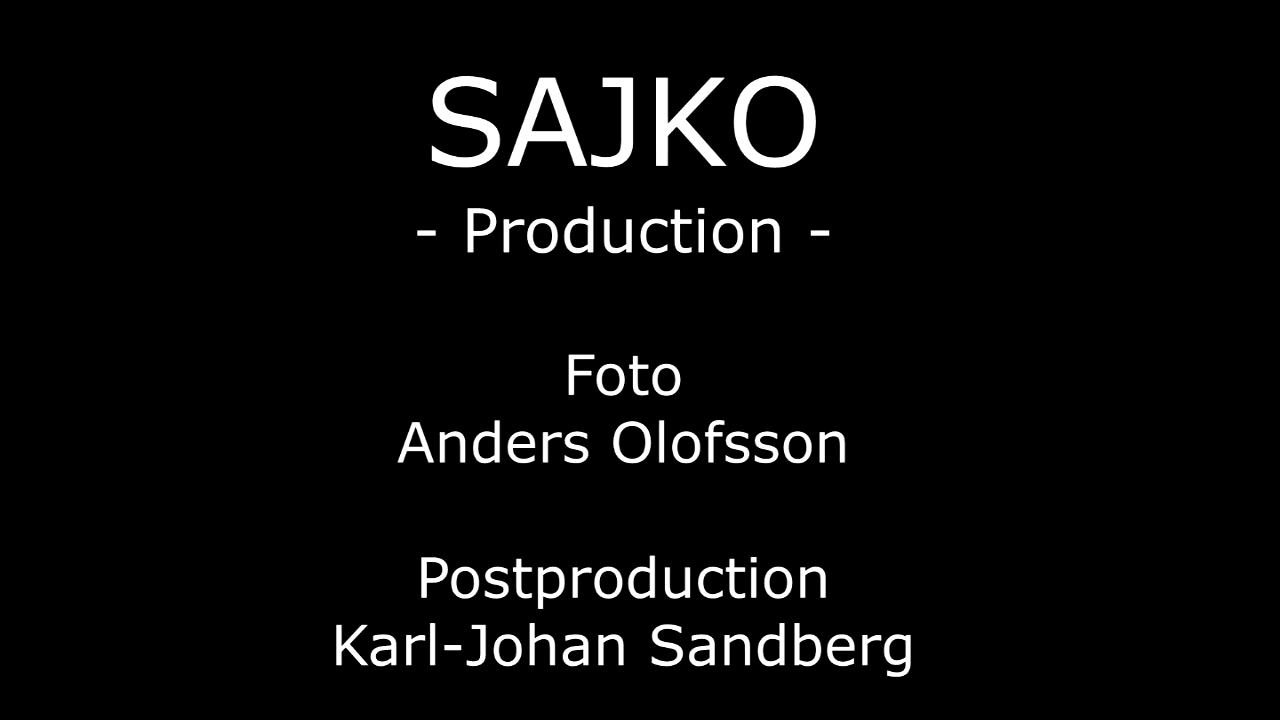 SAJKO
- Production -
Foto
Anders Olofsson
Postproduction
Karl-Johan Sandberg